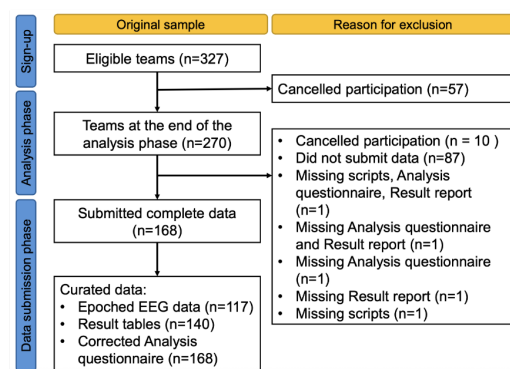 Original sample
Reason for exclusion
Sign-up
Eligible teams (n=327)
Cancelled participation (n=57)
Analysis phase
Teams at the end of the
analysis phase (n=270)
• Cancelled participation (n = 10 )
• Did not submit data (n=87)
• Missing scripts, Analysis
questionnaire, Result report
(n=1)
• Missing Analysis questionnaire
and Result report (n=1)
• Missing Analysis questionnaire
(n=1)
• Missing Result report (n=1)
• Missing scripts (n=1)
Data submission phase
Submitted complete data
(n=168)
Curated data:
• Epoched EEG data (n=117)
• Result tables (n=140)
• Corrected Analysis
questionnaire (n=168)